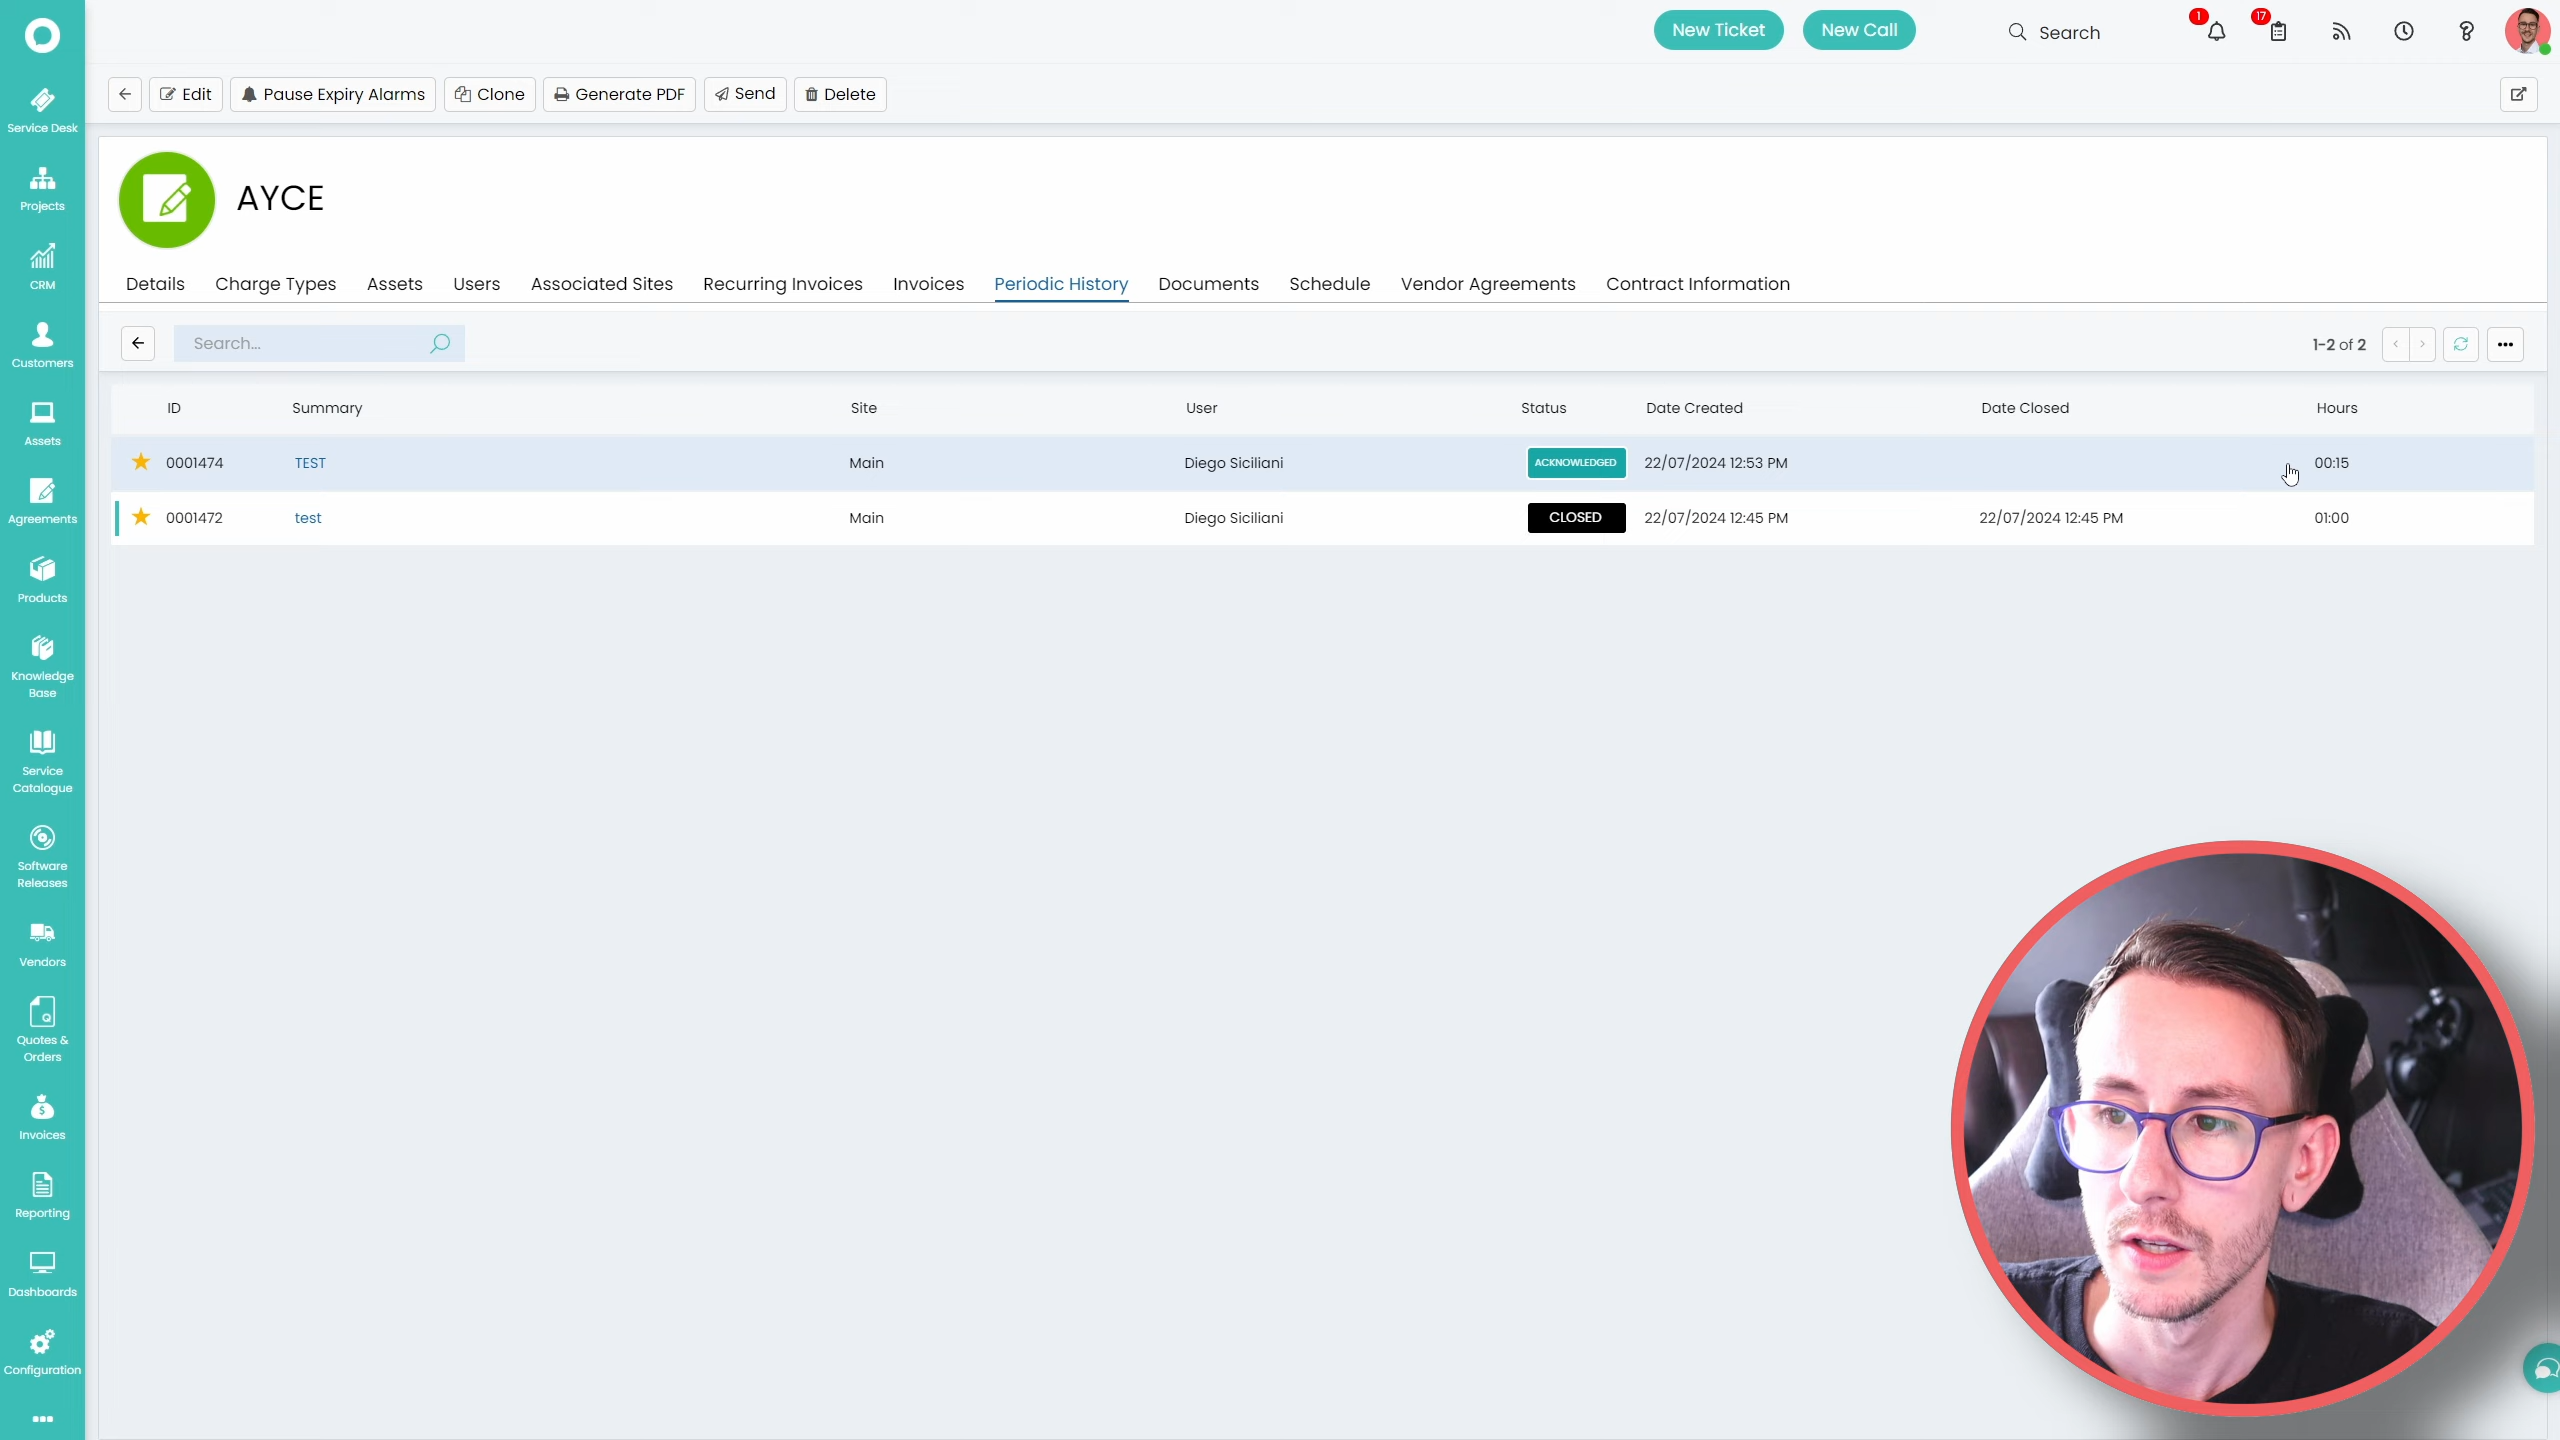 New Ticket New Call Search 1 17
Edit Pause Expiry Alarms Clone Generate PDF Send Delete
AYCE
Details Charge Types Assets Users Associated Sites Recurring Invoices Invoices Periodic History Documents Schedule Vendor Agreements Contract Information
Search... 1-2 of 2
ID Summary Site User Status Date Created Date Closed Hours
0001474 TEST Main Diego Siciliani ACKNOWLEDGED 22/07/2024 12:53 PM 00:15
0001472 test Main Diego Siciliani CLOSED 22/07/2024 12:45 PM 22/07/2024 12:45 PM 01:00
Service Desk
Projects
CRM
Customers
Assets
Agreements
Products
Knowledge
Base
Service
Catalogue
Software
Releases
Vendors
Quotes &
Orders
Invoices
Reporting
Dashboards
Configuration